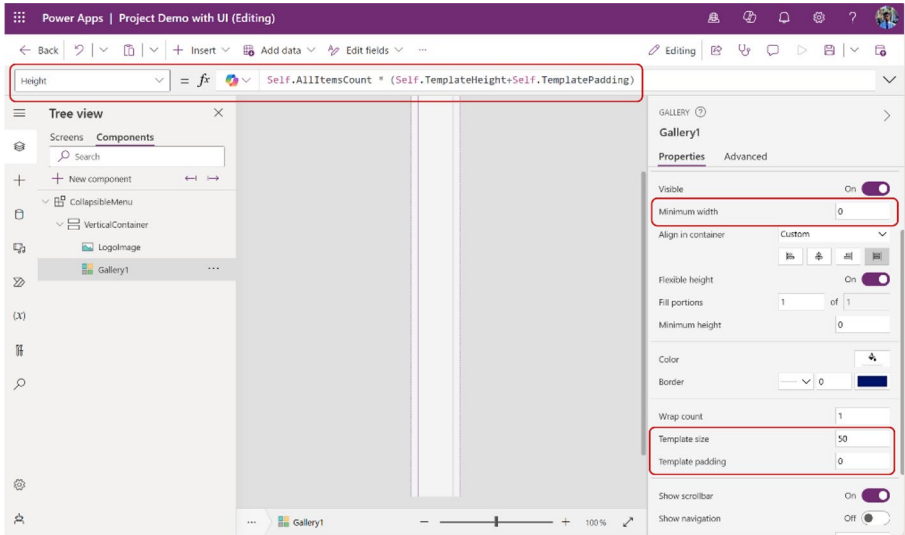 Power Apps | Project Demo with UI (Editing)
?
Back
Insert
Add data
Edit fields
...
Editing
Height
= fx
Self.AllItemsCount * (Self.TemplateHeight+Self.TemplatePadding)
Tree view
Screens Components
Search
New component
CollapsibleMenu
VerticalContainer
LogoImage
Gallery1
...
(x)
... Gallery1
100 %
GALLERY ?
Gallery1
Properties Advanced
Visible On
Minimum width 0
Align in container Custom
Flexible height On
Fill portions 1 of 1
Minimum height 0
Color
Border 0
Wrap count 1
Template size 50
Template padding 0
Show scrollbar On
Show navigation Off